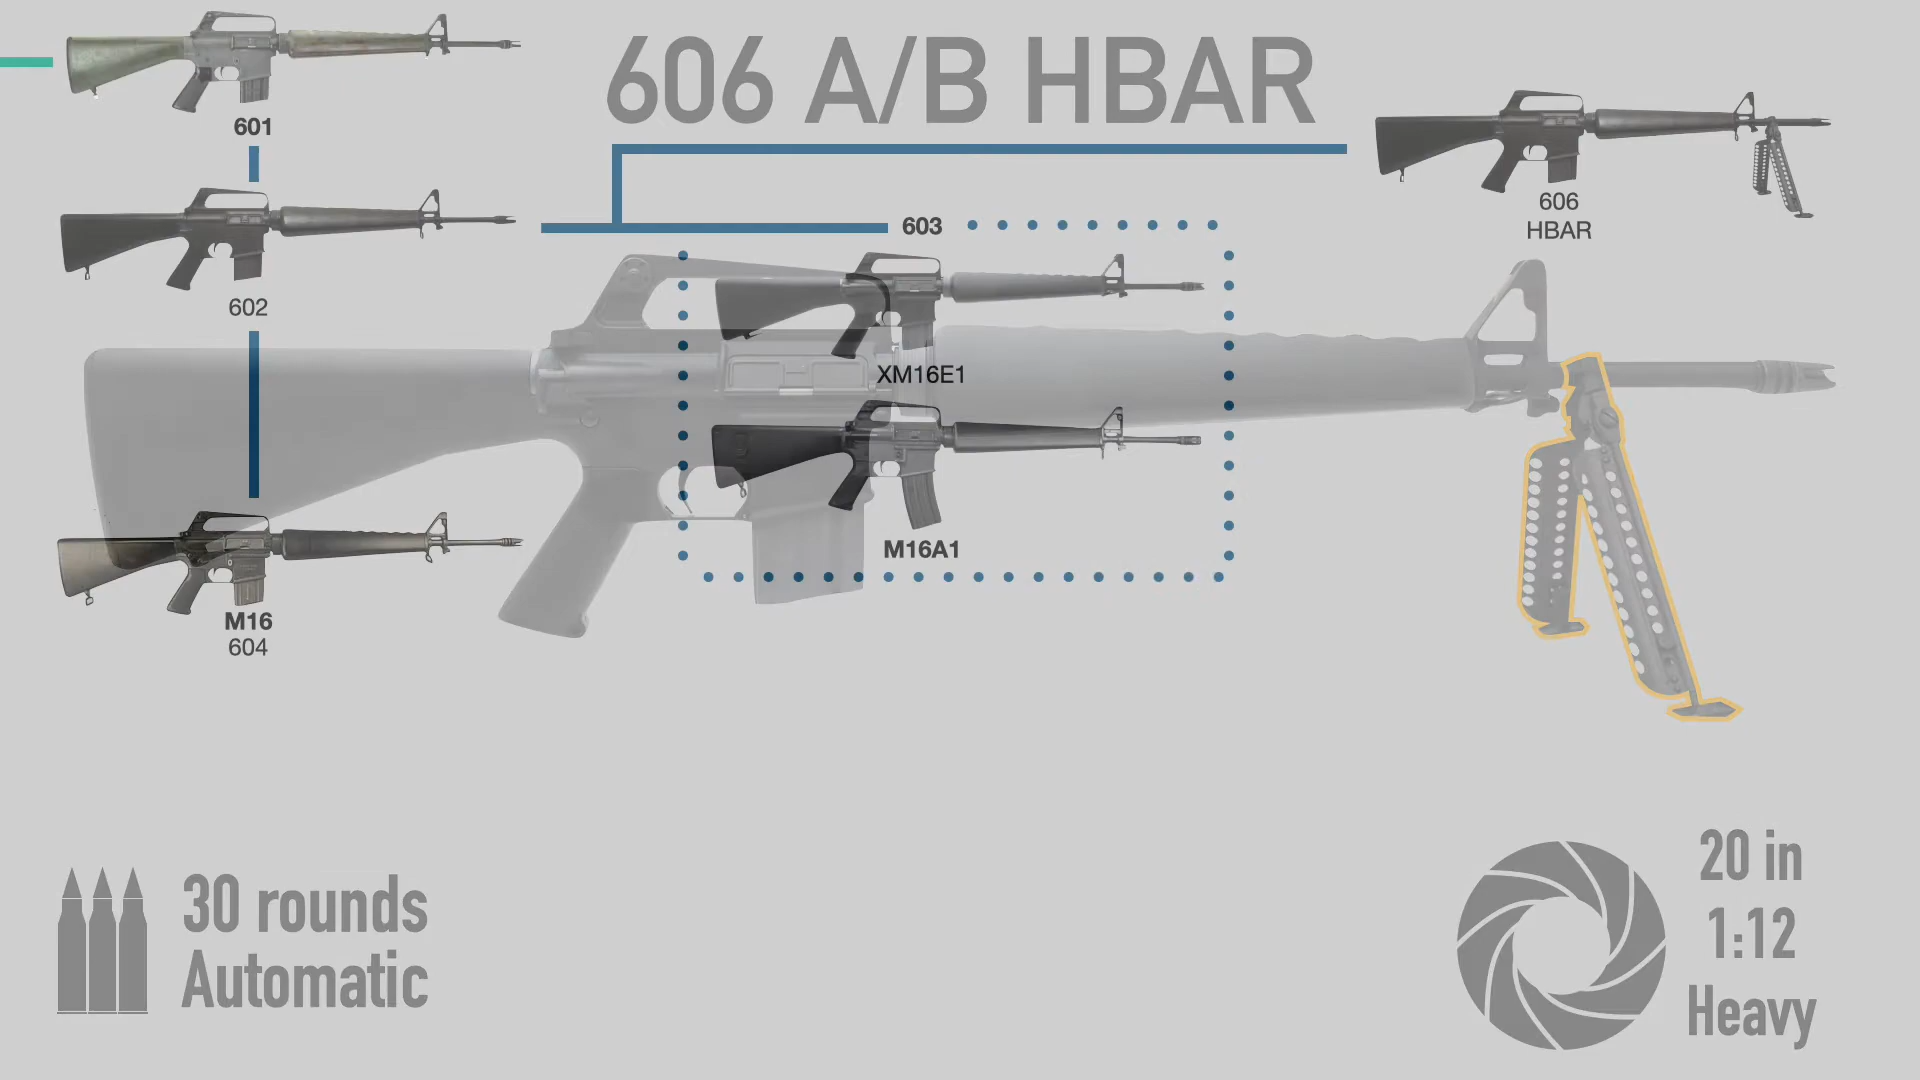 606 A/B HBAR
601
606
HBAR
603
602
XM16E1
M16A1
M16
604
30 rounds
Automatic
20 in
1:12
Heavy